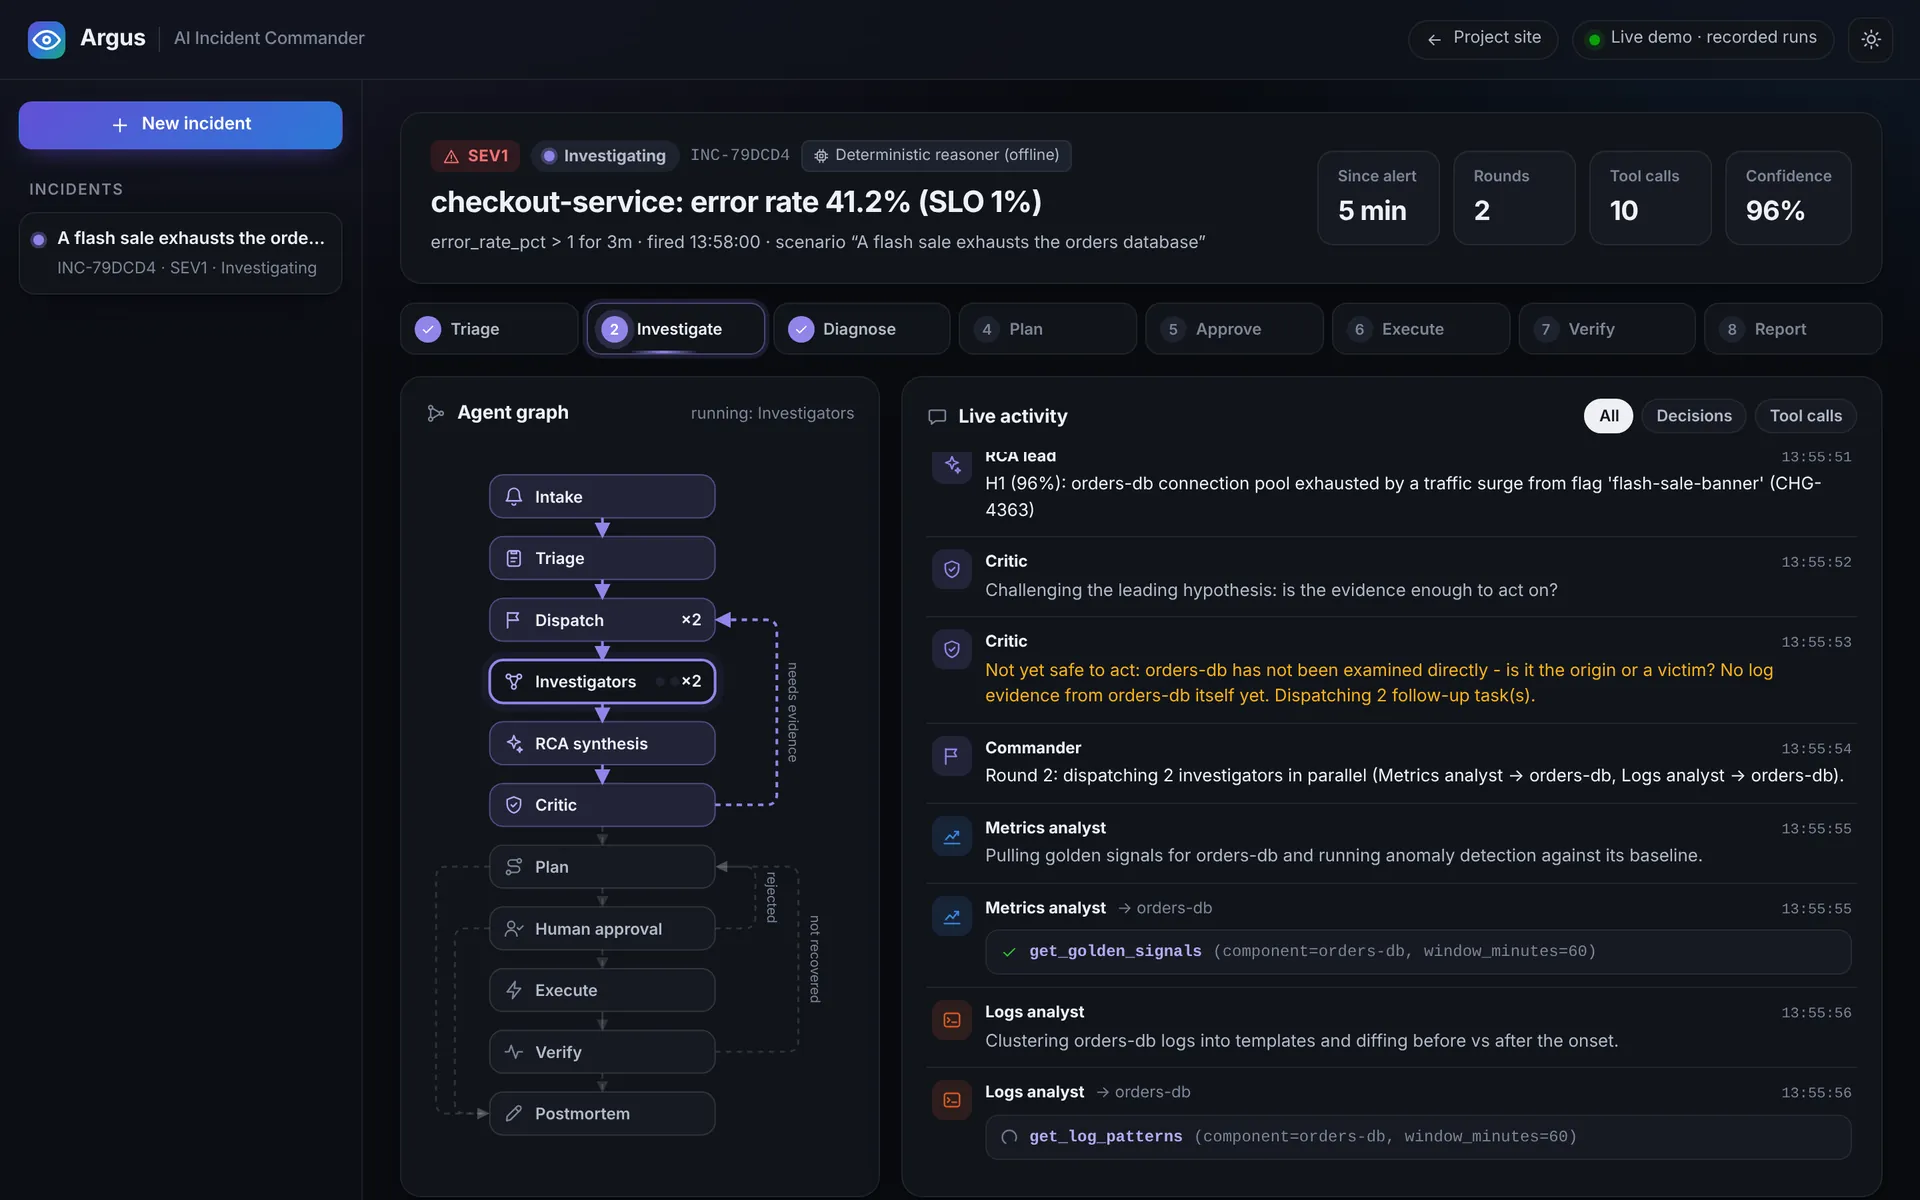 Argus
AI Incident Commander
Project site
Live demo · recorded runs
New incident
INCIDENTS
A flash sale exhausts the orde...
INC-79DCD4 · SEV1 · Investigating
SEV1
Investigating
INC-79DCD4
Deterministic reasoner (offline)
checkout-service: error rate 41.2% (SLO 1%)
error_rate_pct > 1 for 3m · fired 13:58:00 · scenario “A flash sale exhausts the orders database”
Since alert
5 min
Rounds
2
Tool calls
10
Confidence
96%
Triage
2 Investigate
Diagnose
4 Plan
5 Approve
6 Execute
7 Verify
8 Report
Agent graph
running: Investigators
Intake
Triage
Dispatch ×2
Investigators ×2
RCA synthesis
Critic
needs evidence
Plan
Human approval
rejected
Execute
not recovered
Verify
Postmortem
Live activity
All
Decisions
Tool calls
RCA lead 13:55:51
H1 (96%): orders-db connection pool exhausted by a traffic surge from flag 'flash-sale-banner' (CHG-
4363)
Critic 13:55:52
Challenging the leading hypothesis: is the evidence enough to act on?
Critic 13:55:53
Not yet safe to act: orders-db has not been examined directly - is it the origin or a victim? No log
evidence from orders-db itself yet. Dispatching 2 follow-up task(s).
Commander 13:55:54
Round 2: dispatching 2 investigators in parallel (Metrics analyst → orders-db, Logs analyst → orders-db).
Metrics analyst 13:55:55
Pulling golden signals for orders-db and running anomaly detection against its baseline.
Metrics analyst → orders-db 13:55:55
get_golden_signals (component=orders-db, window_minutes=60)
Logs analyst 13:55:56
Clustering orders-db logs into templates and diffing before vs after the onset.
Logs analyst → orders-db 13:55:56
get_log_patterns (component=orders-db, window_minutes=60)